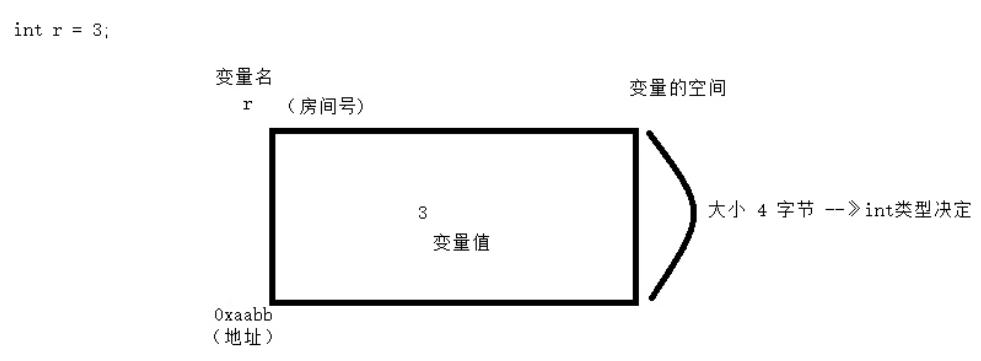 int r = 3;
变量名
r （房间号）
变量的空间
3
变量值
大小 4 字节 --》int类型决定
0xaabb
（地址）